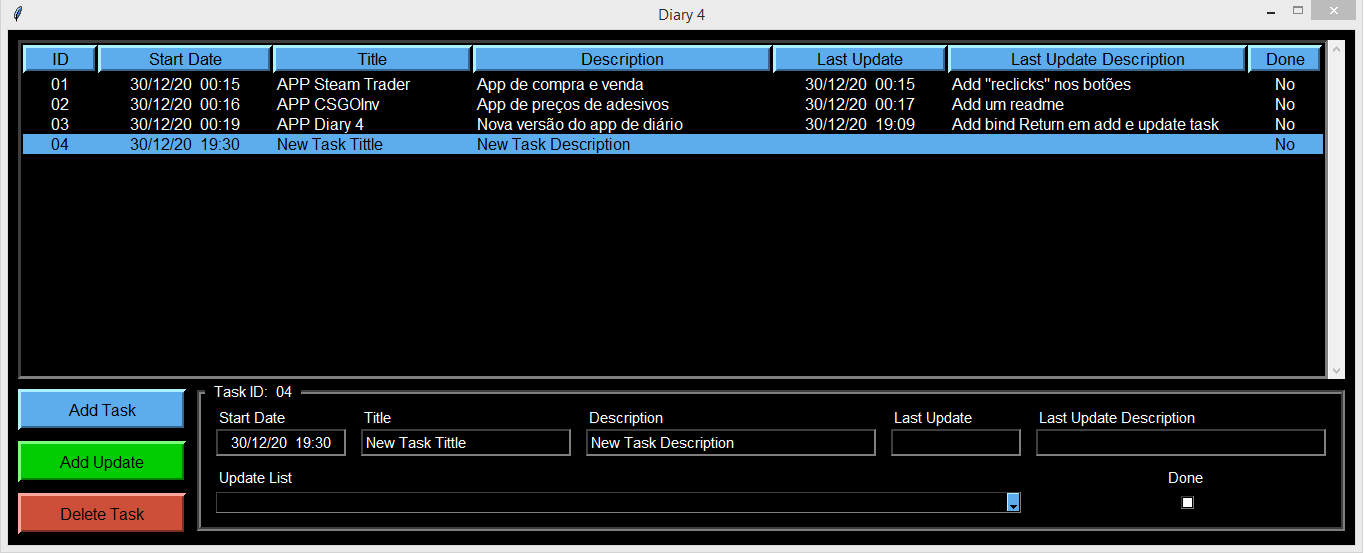 Diary 4
ID Start Date Title Description Last Update Last Update Description Done
01 30/12/20 00:15 APP Steam Trader App de compra e venda 30/12/20 00:15 Add "reclicks" nos botões No
02 30/12/20 00:16 APP CSGOInv App de preços de adesivos 30/12/20 00:17 Add um readme No
03 30/12/20 00:19 APP Diary 4 Nova versão do app de diário 30/12/20 19:09 Add bind Return em add e update task No
04 30/12/20 19:30 New Task Tittle New Task Description No
Add Task
Add Update
Delete Task
Task ID: 04
Start Date Title Description Last Update Last Update Description
30/12/20 19:30 New Task Tittle New Task Description
Update List Done